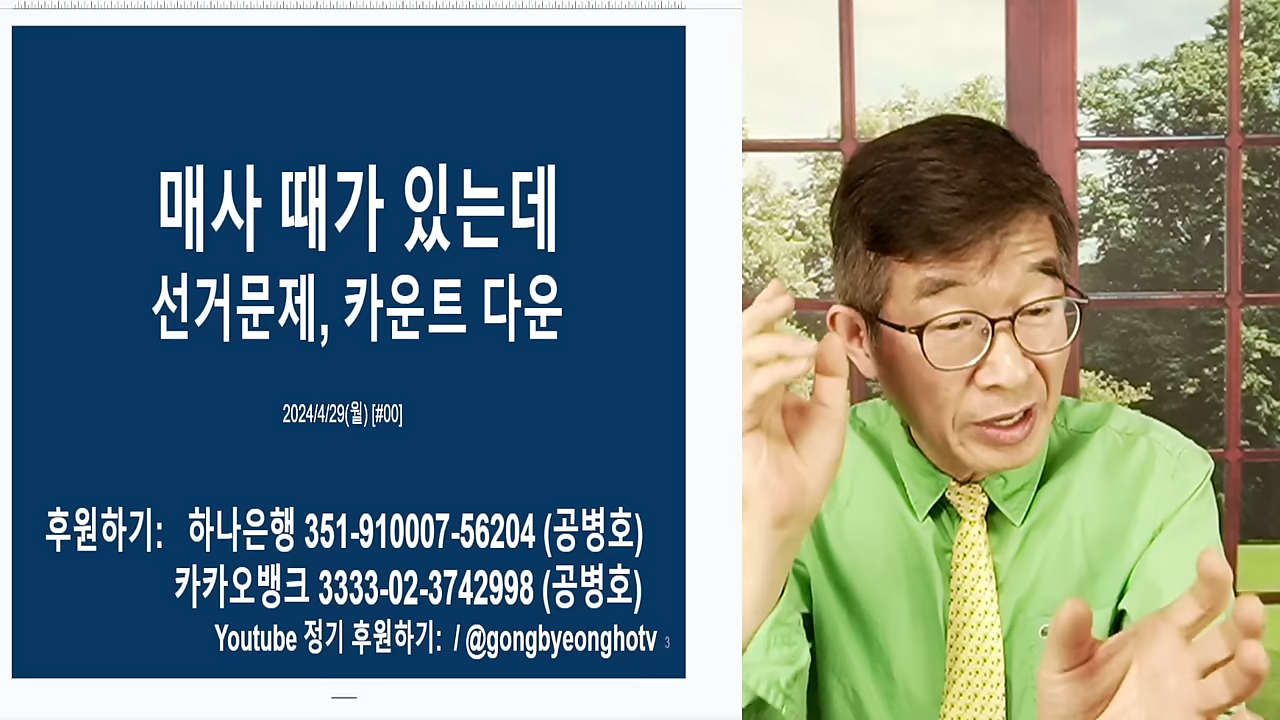 매사 때가 있는데
선거문제, 카운트 다운
2024/4/29(월) [#00]
후원하기: 하나은행 351-910007-56204 (공병호)
카카오뱅크 3333-02-3742998 (공병호)
Youtube 정기 후원하기: / @gongbyeonghotv
3